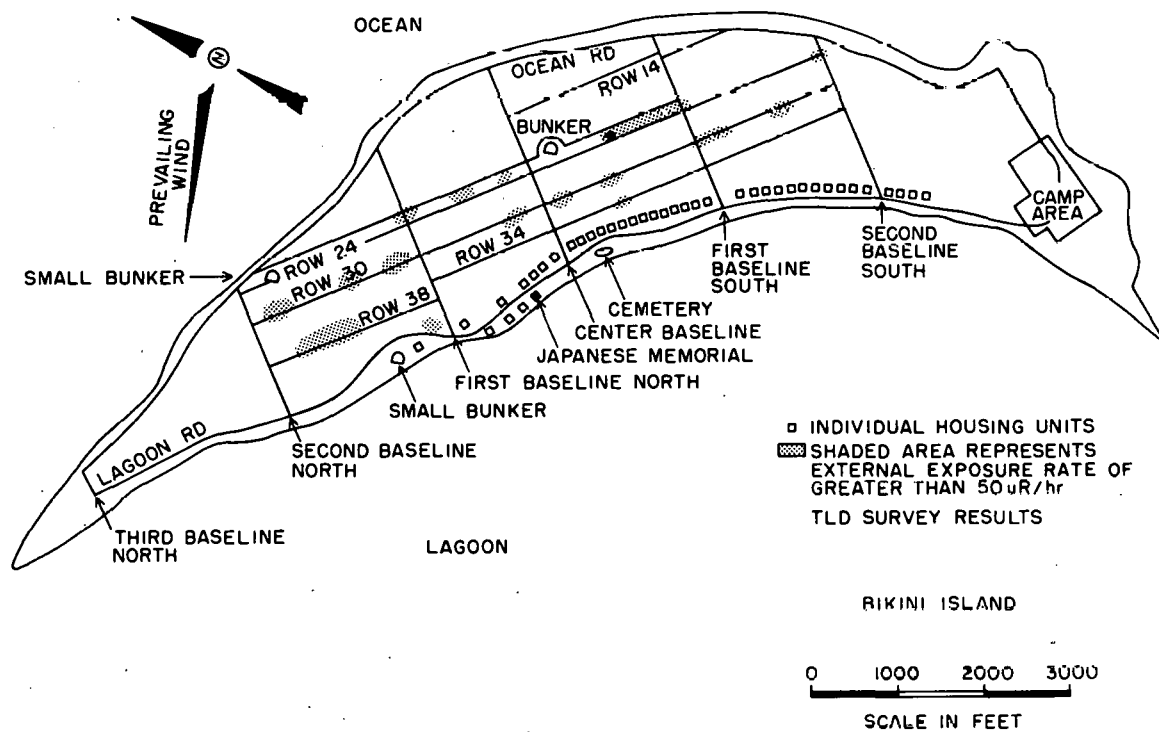 OCEAN
N
PREVAILING
WIND
OCEAN RD
ROW 14
BUNKER
ROW 24
ROW 30
ROW 34
ROW 38
SMALL BUNKER
CAMP
AREA
SECOND
BASELINE
SOUTH
FIRST
BASELINE
SOUTH
CEMETERY
CENTER BASELINE
JAPANESE MEMORIAL
FIRST BASELINE NORTH
SMALL BUNKER
SECOND BASELINE
NORTH
LAGOON RD
THIRD BASELINE
NORTH
LAGOON
INDIVIDUAL HOUSING UNITS
SHADED AREA REPRESENTS
EXTERNAL EXPOSURE RATE OF
GREATER THAN 50uR/hr
TLD SURVEY RESULTS
BIKINI ISLAND
0 1000 2000 3000
SCALE IN FEET